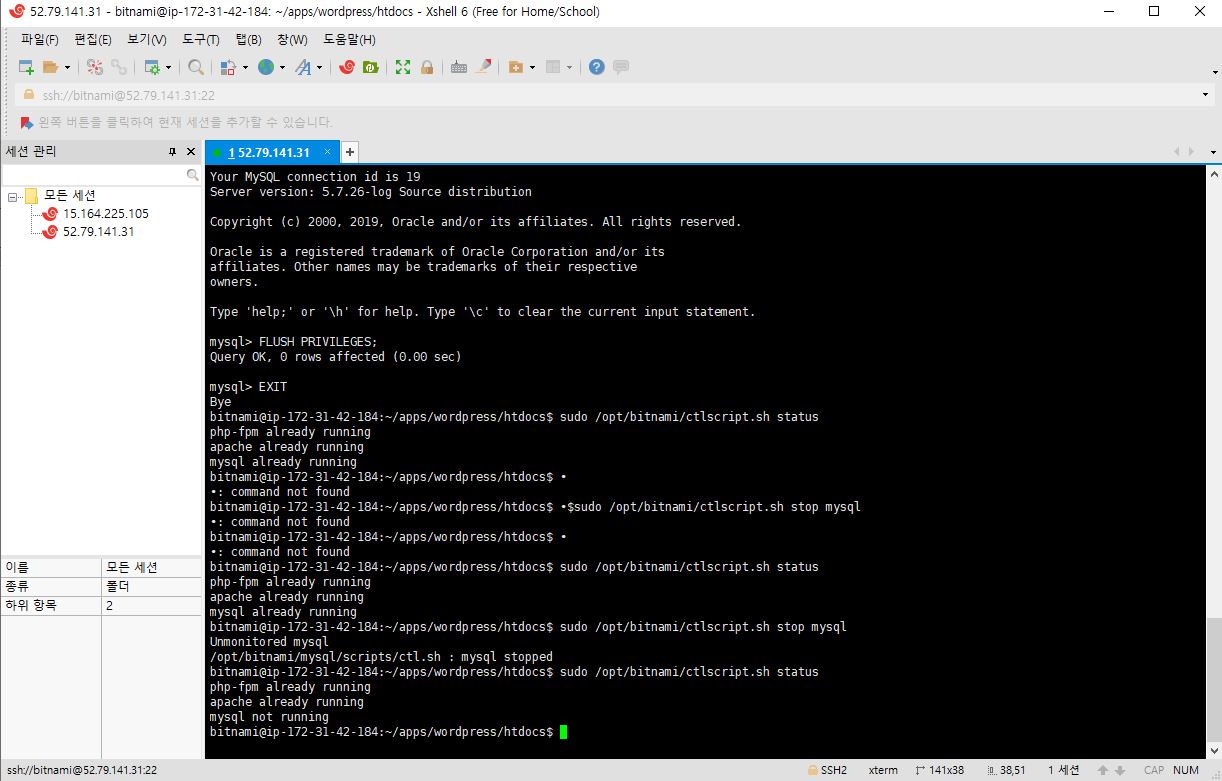 52.79.141.31 - bitnami@ip-172-31-42-184: ~/apps/wordpress/htdocs - Xshell 6 (Free for Home/School)
파일(F) 편집(E) 보기(V) 도구(T) 탭(B) 창(W) 도움말(H)
ssh://bitnami@52.79.141.31:22
왼쪽 버튼을 클릭하여 현재 세션을 추가할 수 있습니다.
세션 관리
모든 세션
15.164.225.105
52.79.141.31
이름 모든 세션
종류 폴더
하위 항목 2
1 52.79.141.31
Your MySQL connection id is 19
Server version: 5.7.26-log Source distribution
Copyright (c) 2000, 2019, Oracle and/or its affiliates. All rights reserved.
Oracle is a registered trademark of Oracle Corporation and/or its
affiliates. Other names may be trademarks of their respective
owners.
Type 'help;' or '\h' for help. Type '\c' to clear the current input statement.
mysql> FLUSH PRIVILEGES;
Query OK, 0 rows affected (0.00 sec)
mysql> EXIT
Bye
bitnami@ip-172-31-42-184:~/apps/wordpress/htdocs$ sudo /opt/bitnami/ctlscript.sh status
php-fpm already running
apache already running
mysql already running
bitnami@ip-172-31-42-184:~/apps/wordpress/htdocs$ •
•: command not found
bitnami@ip-172-31-42-184:~/apps/wordpress/htdocs$ •$sudo /opt/bitnami/ctlscript.sh stop mysql
•: command not found
bitnami@ip-172-31-42-184:~/apps/wordpress/htdocs$ •
•: command not found
bitnami@ip-172-31-42-184:~/apps/wordpress/htdocs$ sudo /opt/bitnami/ctlscript.sh status
php-fpm already running
apache already running
mysql already running
bitnami@ip-172-31-42-184:~/apps/wordpress/htdocs$ sudo /opt/bitnami/ctlscript.sh stop mysql
Unmonitored mysql
/opt/bitnami/mysql/scripts/ctl.sh : mysql stopped
bitnami@ip-172-31-42-184:~/apps/wordpress/htdocs$ sudo /opt/bitnami/ctlscript.sh status
php-fpm already running
apache already running
mysql not running
bitnami@ip-172-31-42-184:~/apps/wordpress/htdocs$
ssh://bitnami@52.79.141.31:22 SSH2 xterm 141x38 38,51 1 세션 CAP NUM